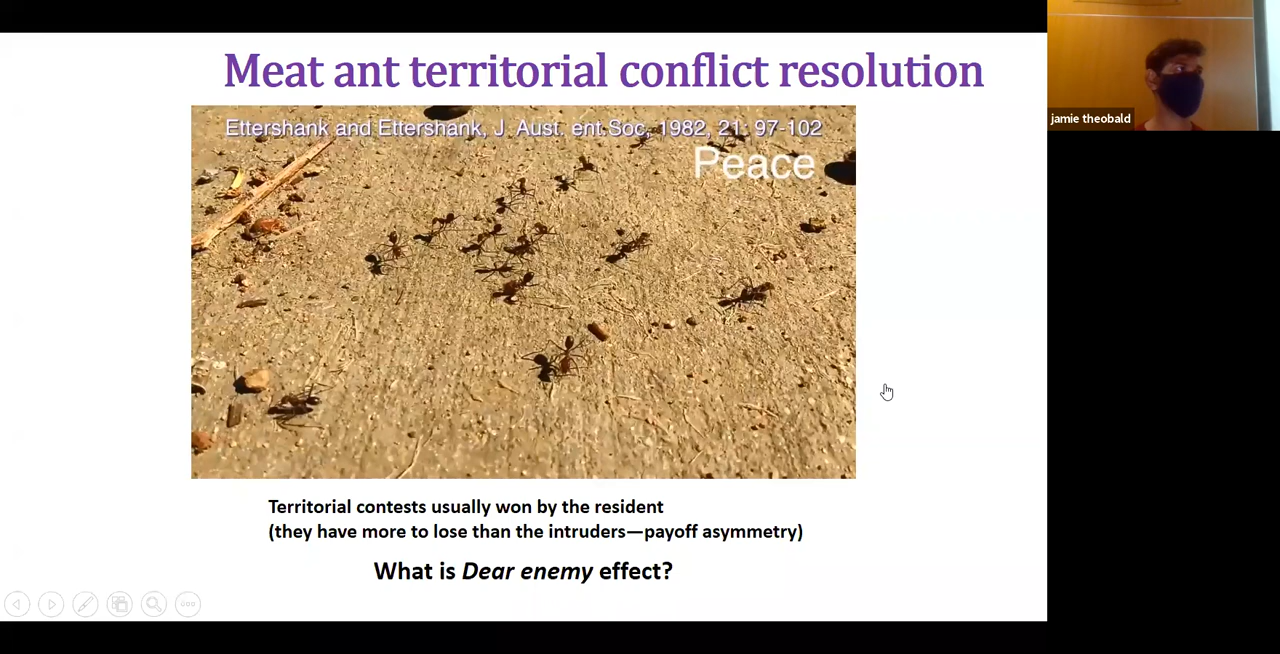 Meat ant territorial conflict resolution
Ettershank and Ettershank, J. Aust. ent.Soc, 1982, 21: 97-102
Peace
jamie theobald
Territorial contests usually won by the resident
(they have more to lose than the intruders—payoff asymmetry)
What is Dear enemy effect?